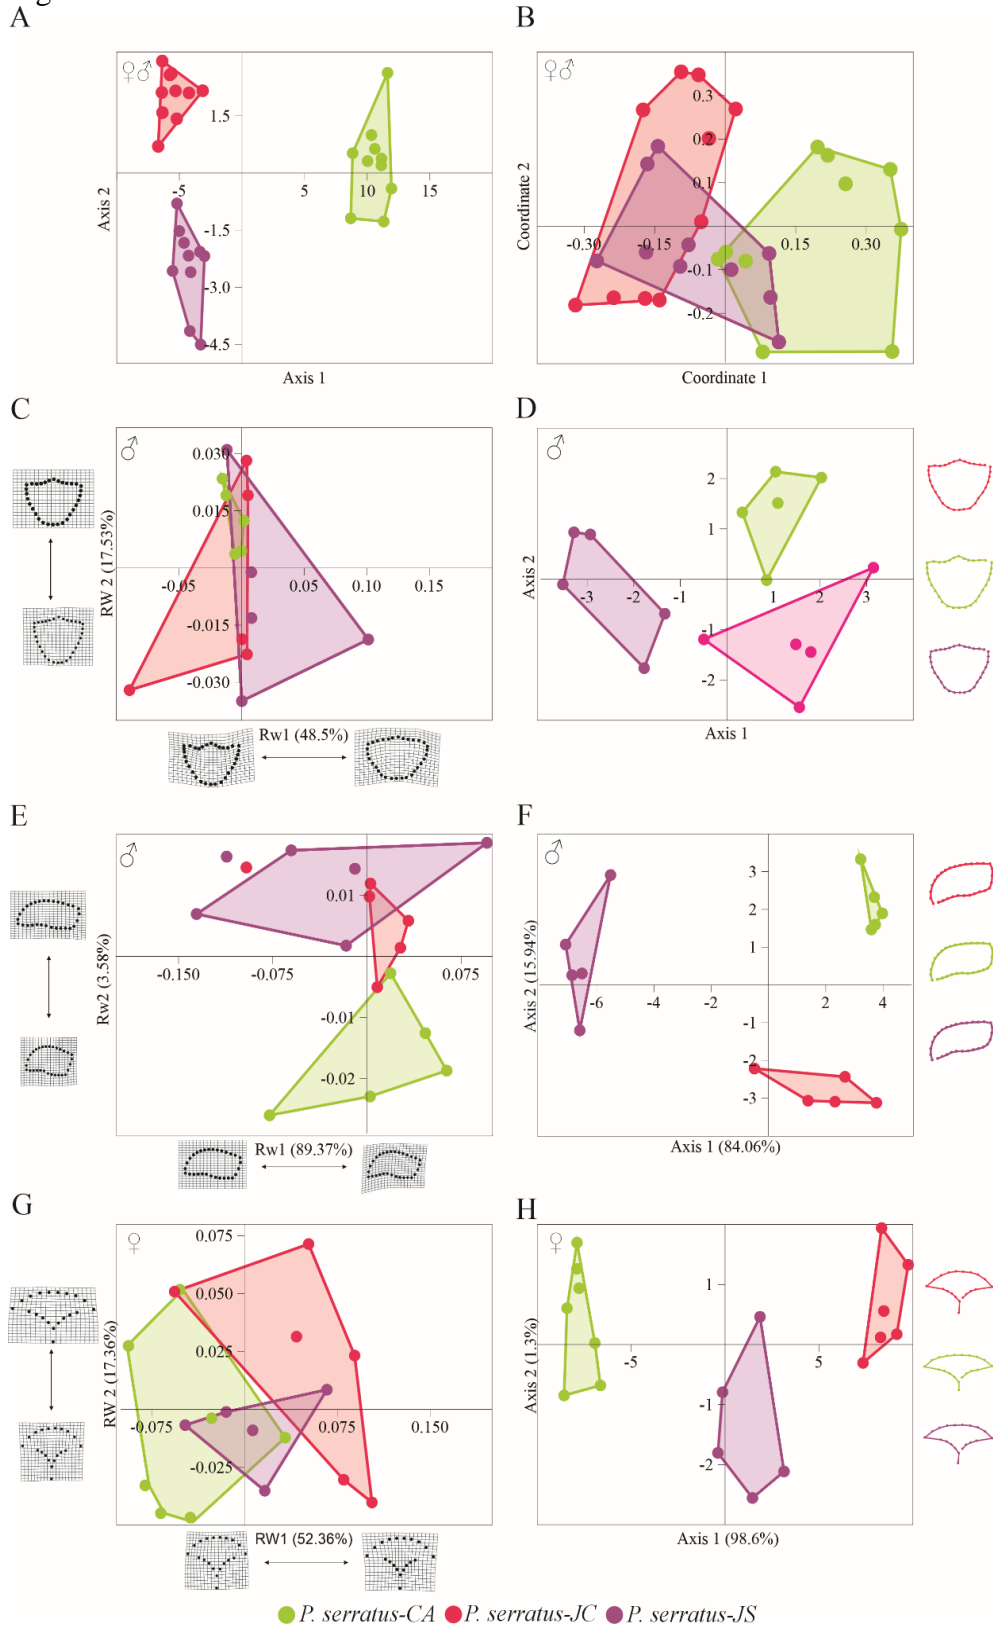 A
B
♀♂
♀♂
1.5
-5
5
10
15
-1.5
-3.0
-4.5
Axis 2
Axis 1
0.3
0.2
0.1
-0.30
-0.15
0.15
0.30
-0.1
-0.2
Coordinate 2
Coordinate 1
C
D
♂
♂
0.030
0.015
-0.05
0.05
0.10
0.15
-0.015
-0.030
RW 2 (17.53%)
Rw1 (48.5%)
2
1
-3
-2
-1
1
2
3
-1
-2
Axis 2
Axis 1
E
F
♂
♂
0.01
-0.150
-0.075
0.075
-0.01
-0.02
Rw2 (3.58%)
Rw1 (89.37%)
3
2
1
-6
-4
-2
2
4
-1
-2
-3
Axis 2 (15.94%)
Axis 1 (84.06%)
G
H
♀
♀
0.075
0.050
0.025
-0.075
0.075
0.150
-0.025
RW 2 (17.36%)
RW1 (52.36%)
1
-5
5
-1
-2
Axis 2 (1.3%)
Axis 1 (98.6%)
P. serratus-CA P. serratus-JC P. serratus-JS